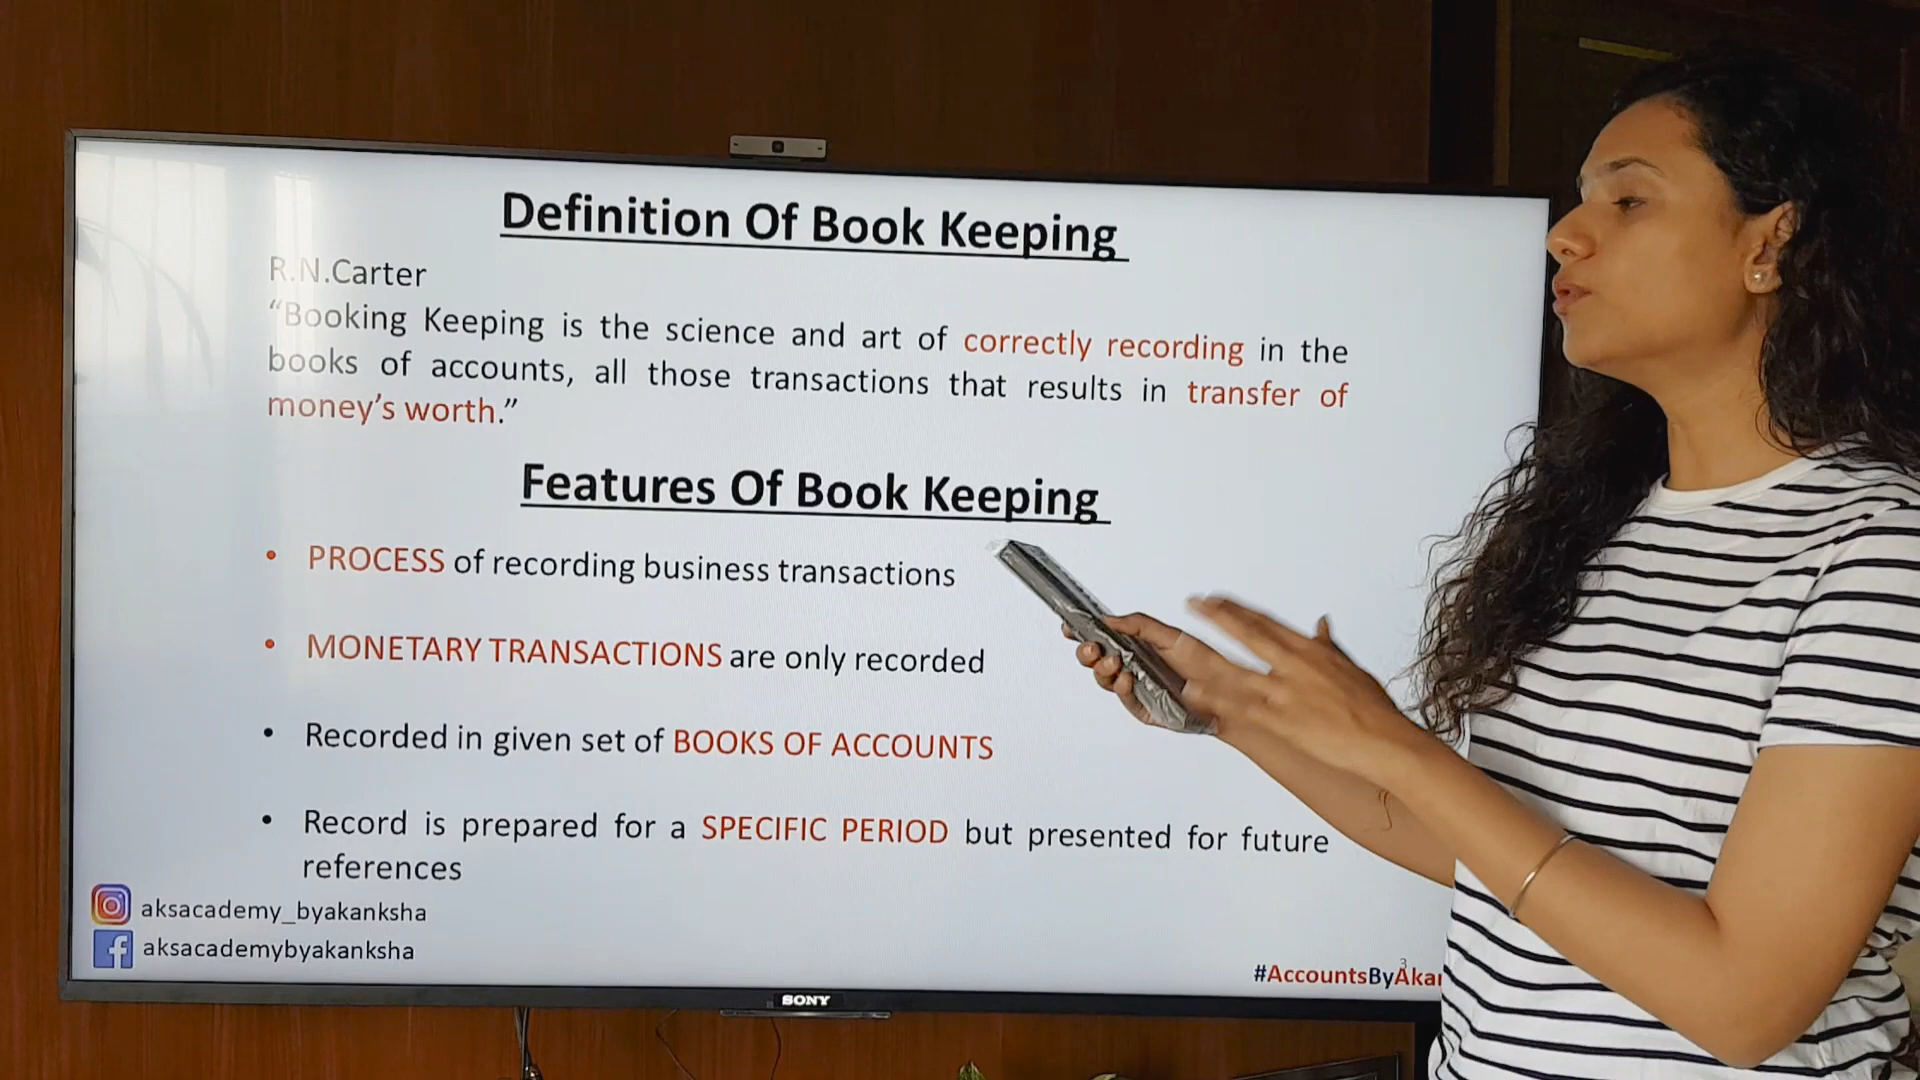 Definition Of Book Keeping
R.N.Carter
“Booking Keeping is the science and art of correctly recording in the
books of accounts, all those transactions that results in transfer of
money’s worth.”
Features Of Book Keeping
• PROCESS of recording business transactions
• MONETARY TRANSACTIONS are only recorded
• Recorded in given set of BOOKS OF ACCOUNTS
• Record is prepared for a SPECIFIC PERIOD but presented for future
references
aksacademy_byakanksha
aksacademybyakanksha
3
#AccountsByAkan
SONY